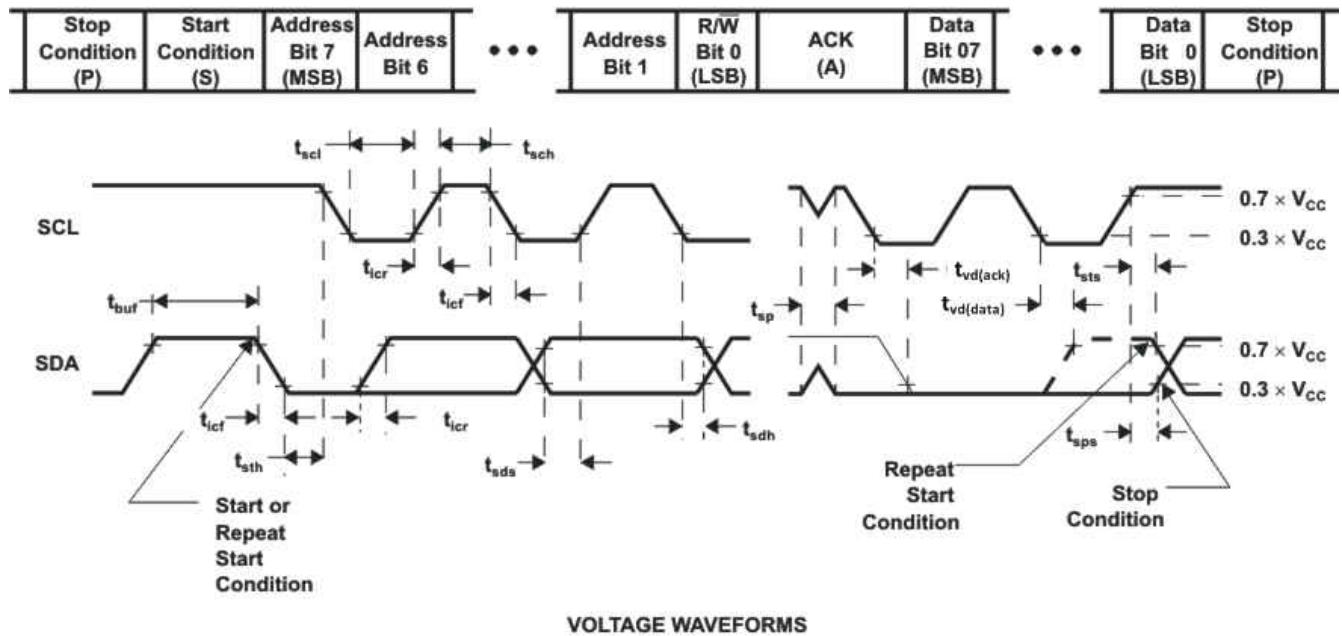 Stop
Condition
(P)
Start
Condition
(S)
Address
Bit 7
(MSB)
Address
Bit 6
•••
Address
Bit 1
R/W̅
Bit 0
(LSB)
ACK
(A)
Data
Bit 07
(MSB)
•••
Data
Bit 0
(LSB)
Stop
Condition
(P)
tscl
tsch
SCL
0.7 × VCC
0.3 × VCC
ticr
ticf
tvd(ack)
tsts
tbuf
tsp
tvd(data)
SDA
0.7 × VCC
0.3 × VCC
ticf
ticr
tsth
tsds
tsdh
tsps
Start or
Repeat
Start
Condition
Repeat
Start
Condition
Stop
Condition
VOLTAGE WAVEFORMS